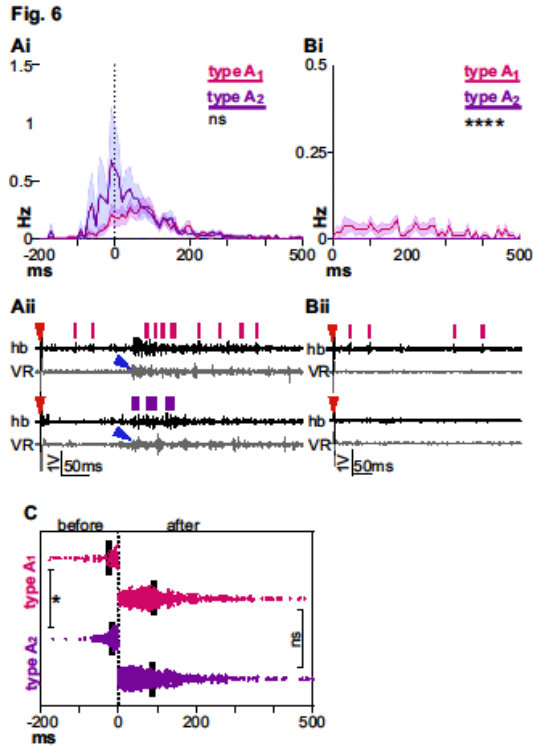 Fig. 6
Ai
1.5
1
0.5
0
Hz
-200
0
200
500
ms
type A1
type A2
ns
Bi
0.5
0.25
0
Hz
0
200
500
ms
type A1
type A2
****
Aii
hb
VR
hb
VR
1V
50ms
Bii
hb
VR
hb
VR
1V
50ms
C
before
after
type A1
*
type A2
ns
-200
0
200
500
ms